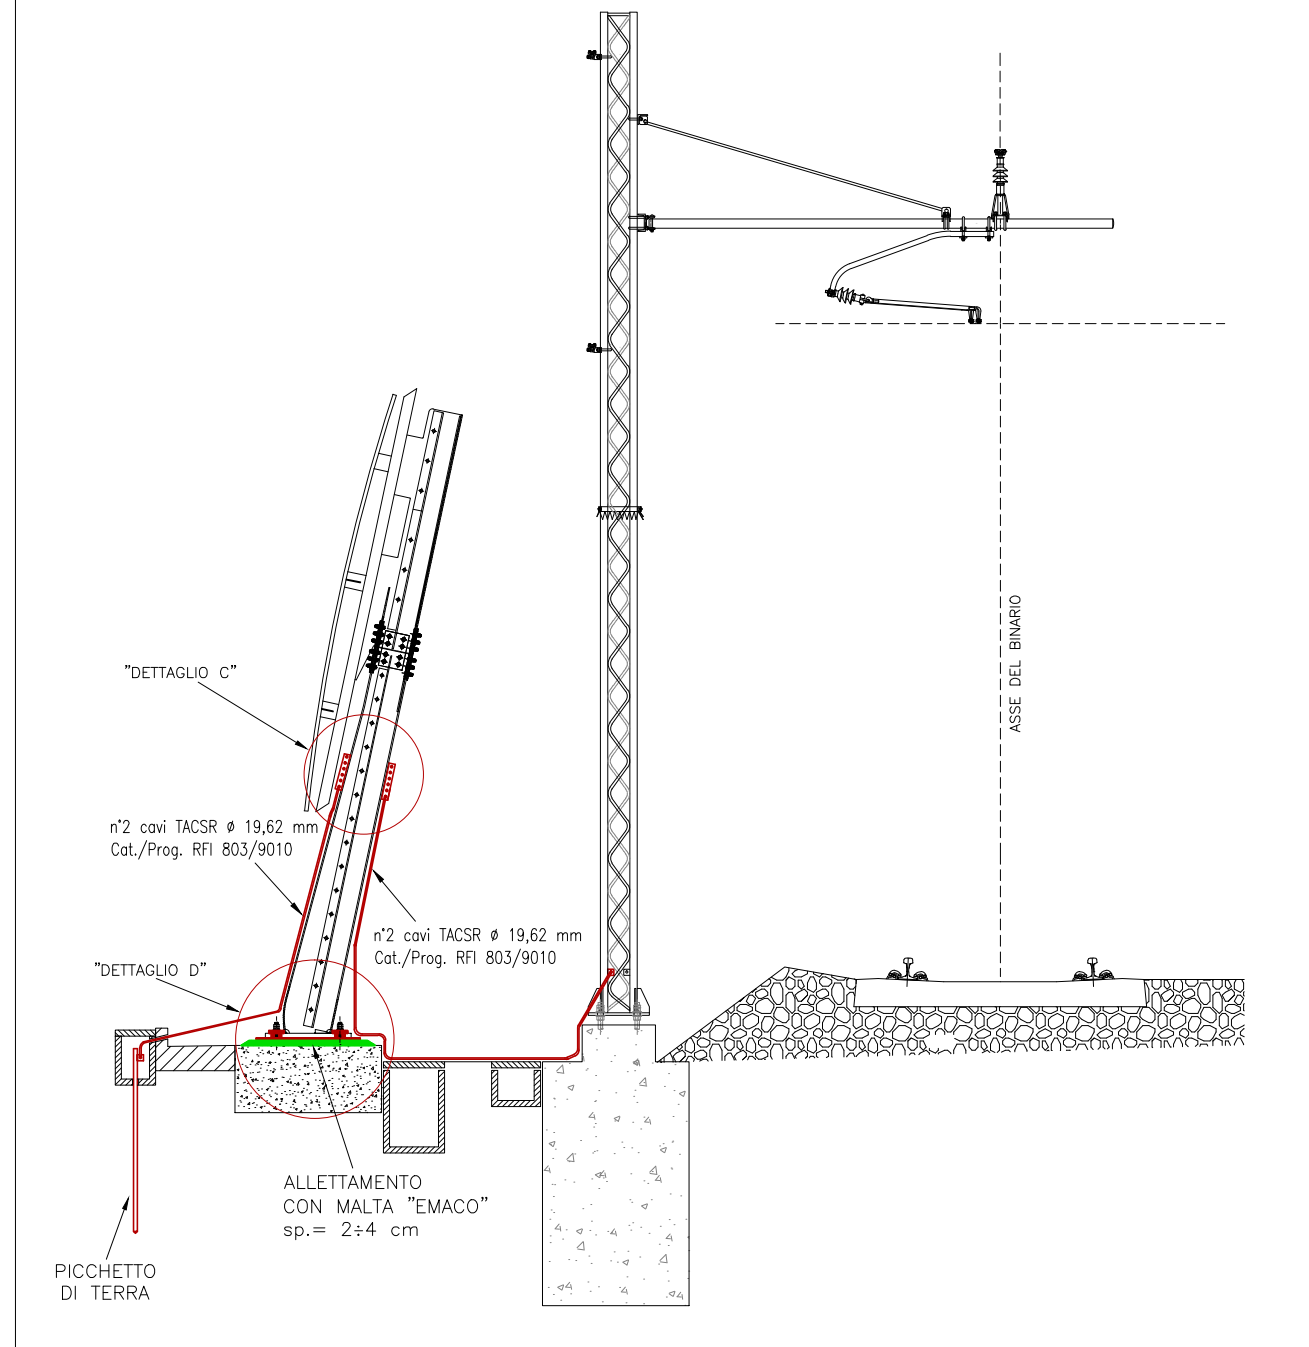 "DETTAGLIO C"
ASSE DEL BINARIO
n°2 cavi TACSR ø 19,62 mm
Cat./Prog. RFI 803/9010
n°2 cavi TACSR ø 19,62 mm
Cat./Prog. RFI 803/9010
"DETTAGLIO D"
ALLETTAMENTO
CON MALTA "EMACO"
sp.= 2÷4 cm
PICCHETTO
DI TERRA